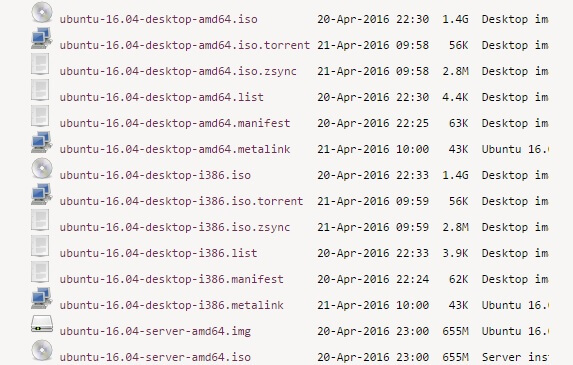 ubuntu-16.04-desktop-amd64.iso 20-Apr-2016 22:30 1.4G Desktop im
ubuntu-16.04-desktop-amd64.iso.torrent 21-Apr-2016 09:58 56K Desktop im
ubuntu-16.04-desktop-amd64.iso.zsync 21-Apr-2016 09:58 2.8M Desktop im
ubuntu-16.04-desktop-amd64.list 20-Apr-2016 22:30 4.4K Desktop im
ubuntu-16.04-desktop-amd64.manifest 20-Apr-2016 22:25 63K Desktop im
ubuntu-16.04-desktop-amd64.metalink 21-Apr-2016 10:00 43K Ubuntu 16.
ubuntu-16.04-desktop-i386.iso 20-Apr-2016 22:33 1.4G Desktop im
ubuntu-16.04-desktop-i386.iso.torrent 21-Apr-2016 09:59 56K Desktop im
ubuntu-16.04-desktop-i386.iso.zsync 21-Apr-2016 09:59 2.8M Desktop im
ubuntu-16.04-desktop-i386.list 20-Apr-2016 22:33 3.9K Desktop im
ubuntu-16.04-desktop-i386.manifest 20-Apr-2016 22:24 62K Desktop im
ubuntu-16.04-desktop-i386.metalink 21-Apr-2016 10:00 43K Ubuntu 16.
ubuntu-16.04-server-amd64.img 20-Apr-2016 23:00 655M Ubuntu 16.
ubuntu-16.04-server-amd64.iso 20-Apr-2016 23:00 655M Server ins